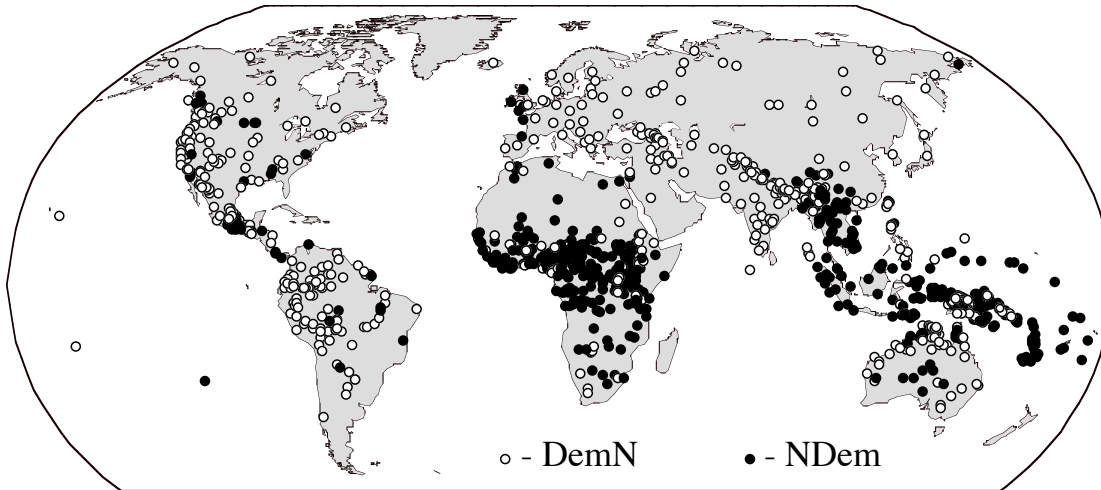 ○ - DemN ● - NDem